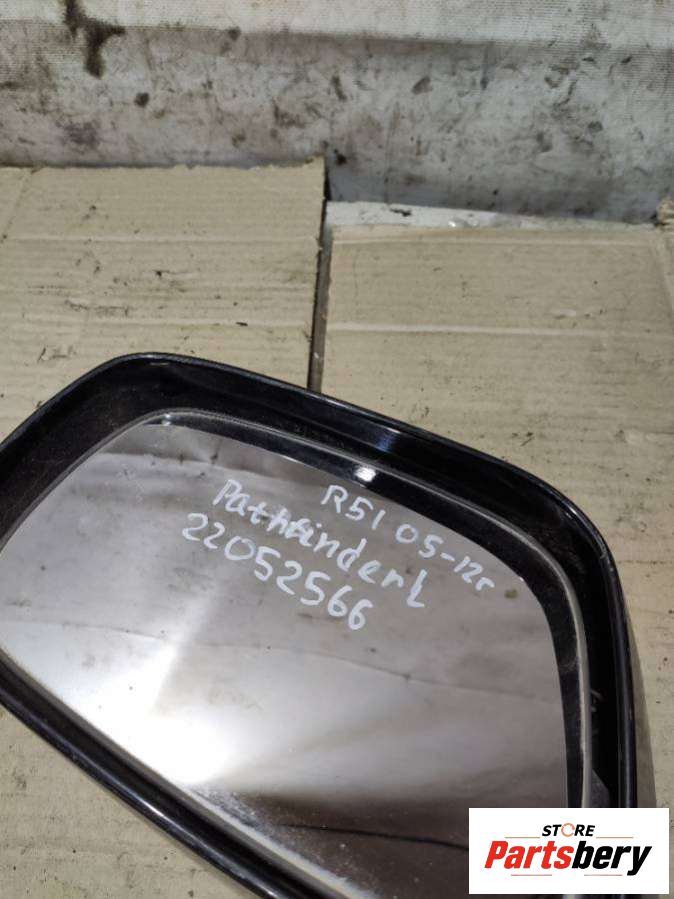 R51 05-12г
Pathfinder L
22052566
STORE
Partsbery